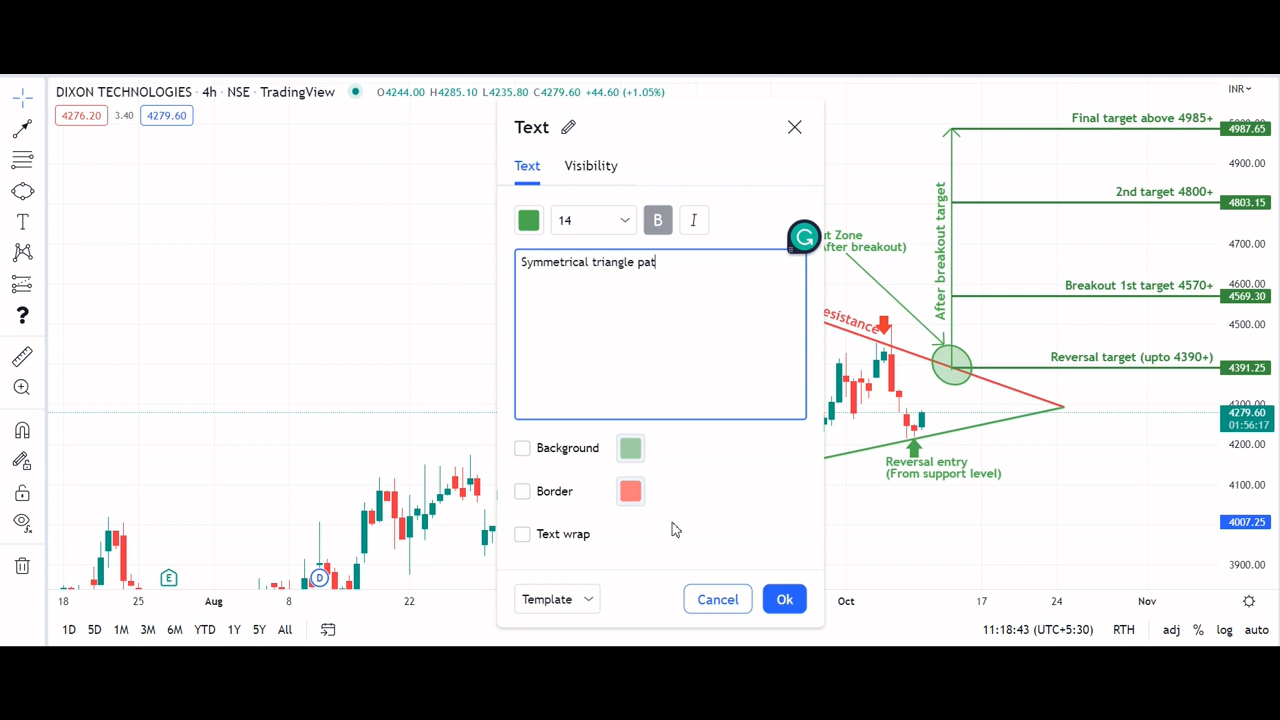 DIXON TECHNOLOGIES · 4h · NSE · TradingView
O4244.00 H4285.10 L4235.80 C4279.60 +44.60 (+1.05%)
INR
4276.20 3.40 4279.60
Text
Text Visibility
14 B I
G
Symmetrical triangle pat
Background
Border
Text wrap
Template Cancel Ok
Final target above 4985+
4987.65
4900.00
2nd target 4800+
4803.15
4700.00
4600.00
Breakout 1st target 4570+
4569.30
4500.00
Reversal target (upto 4390+)
4391.25
4279.60
01:56:17
4200.00
4100.00
4007.25
3900.00
Zone
After breakout)
After breakout target
Reversal entry
(From support level)
E
D
18 25 Aug 8 22 Oct 17 24 Nov
1D 5D 1M 3M 6M YTD 1Y 5Y All
11:18:43 (UTC+5:30) RTH adj % log auto